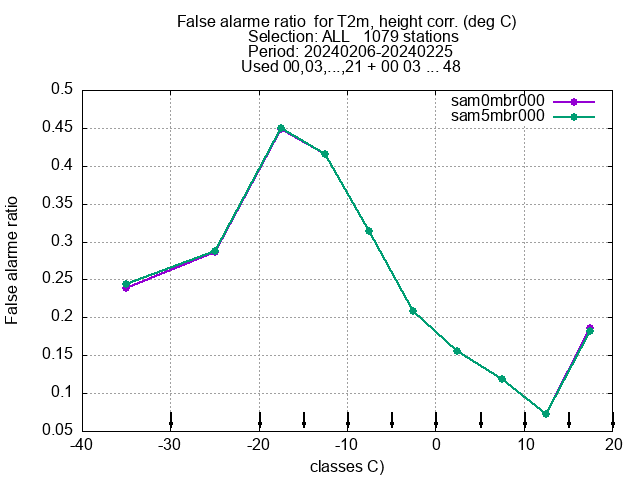 False alarme ratio  for T2m, height corr. (deg C)
Selection: ALL   1079 stations
Period: 20240206-20240225
Used 00,03,...,21 + 00 03 ... 48
sam0mbr000
sam5mbr000
0.5
0.45
0.4
0.35
0.3
0.25
0.2
0.15
0.1
0.05
False alarme ratio
-40 -30 -20 -10 0 10 20
classes C)